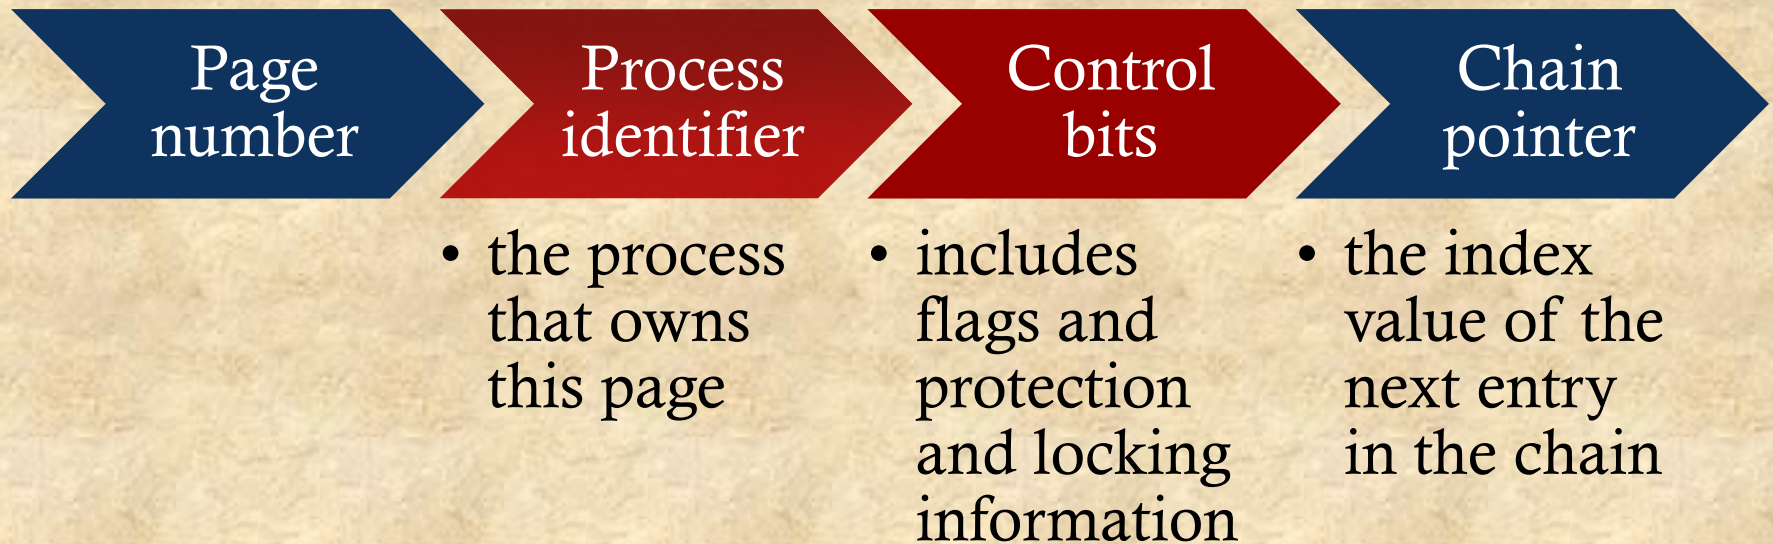 Page
number
Process
identifier
• the process
that owns
this page
Control
bits
• includes
flags and
protection
and locking
information
Chain
pointer
• the index
value of the
next entry
in the chain